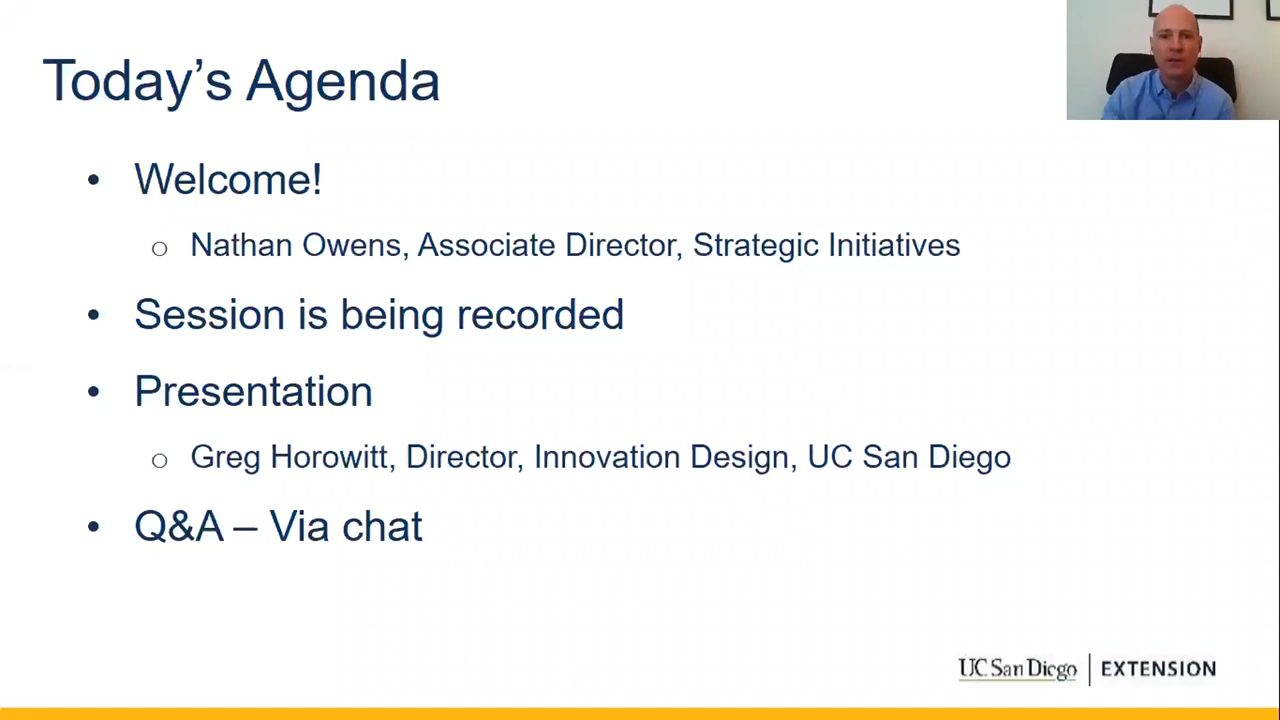 Today's Agenda
• Welcome!
o Nathan Owens, Associate Director, Strategic Initiatives
• Session is being recorded
• Presentation
o Greg Horowitt, Director, Innovation Design, UC San Diego
• Q&A – Via chat
UC San Diego | EXTENSION